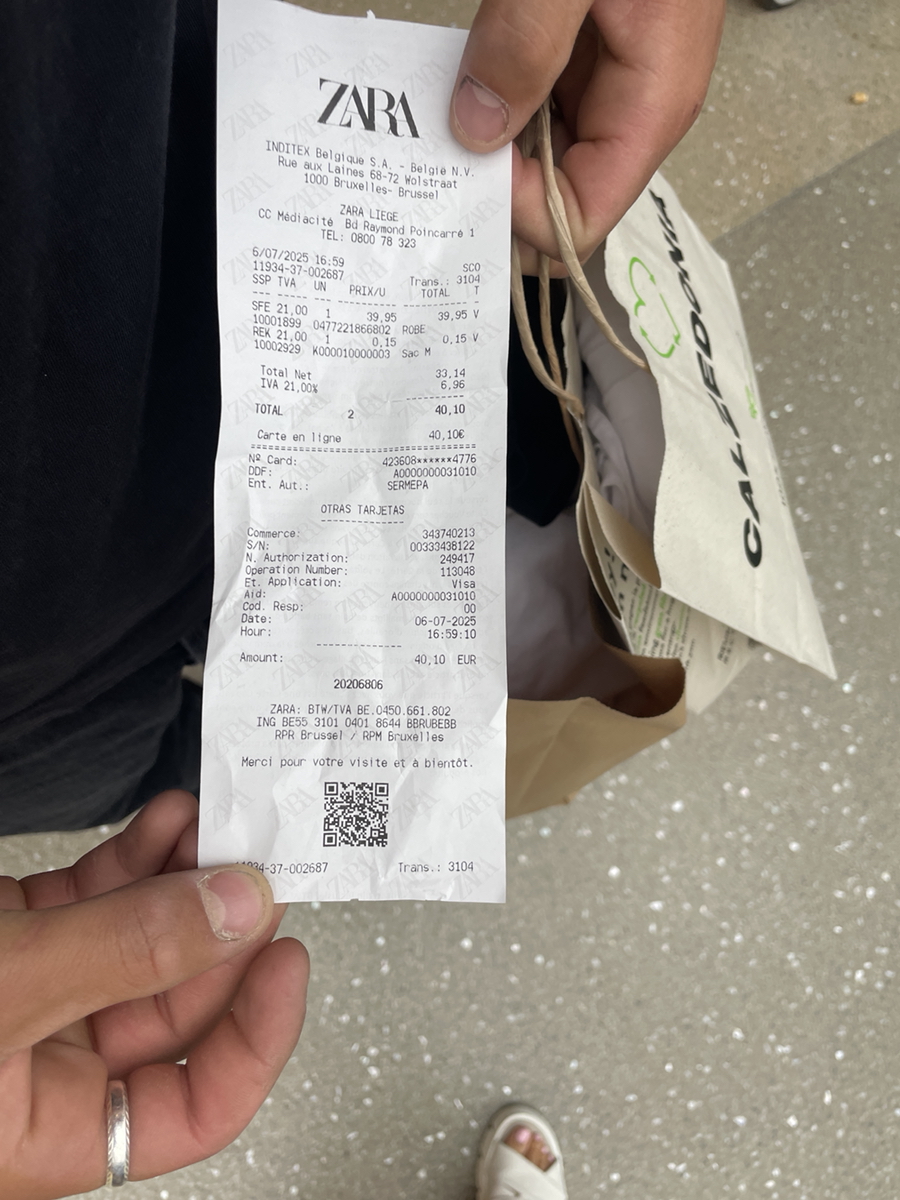 ZARA
INDITEX Belgique S.A. - België N.V.
Rue aux Laines 68-72 Wolstraat
1000 Bruxelles- Brussel
ZARA LIEGE
CC Médiacité Bd Raymond Poincarré 1
TEL: 0800 78 323
6/07/2025 16:59 SCO
11934-37-002687 Trans.: 3104
SSP TVA UN PRIX/U TOTAL T
SFE 21,00 1 39,95 39,95 V
10001899 0477221866802 ROBE
REK 21,00 1 0,15 0,15 V
10002929 K000010000003 Sac M
Total Net 33,14
IVA 21,00% 6,96
TOTAL 2 40,10
Carte en ligne 40,10€
Nº Card: 423608******4776
DDF: A0000000031010
Ent. Aut.: SERMEPA
OTRAS TARJETAS
Commerce: 343740213
S/N: 00333438122
N. Authorization: 249417
Operation Number: 113048
Et. Application: Visa
Aid: A0000000031010
Cod. Resp: 00
Date: 06-07-2025
Hour: 16:59:10
Amount: 40,10 EUR
20206806
ZARA: BTW/TVA BE.0450.661.802
ING BE55 3101 0401 8644 BBRUBEBB
RPR Brussel / RPM Bruxelles
Merci pour votre visite et à bientôt.
11934-37-002687 Trans.: 3104
CALZEDONIA